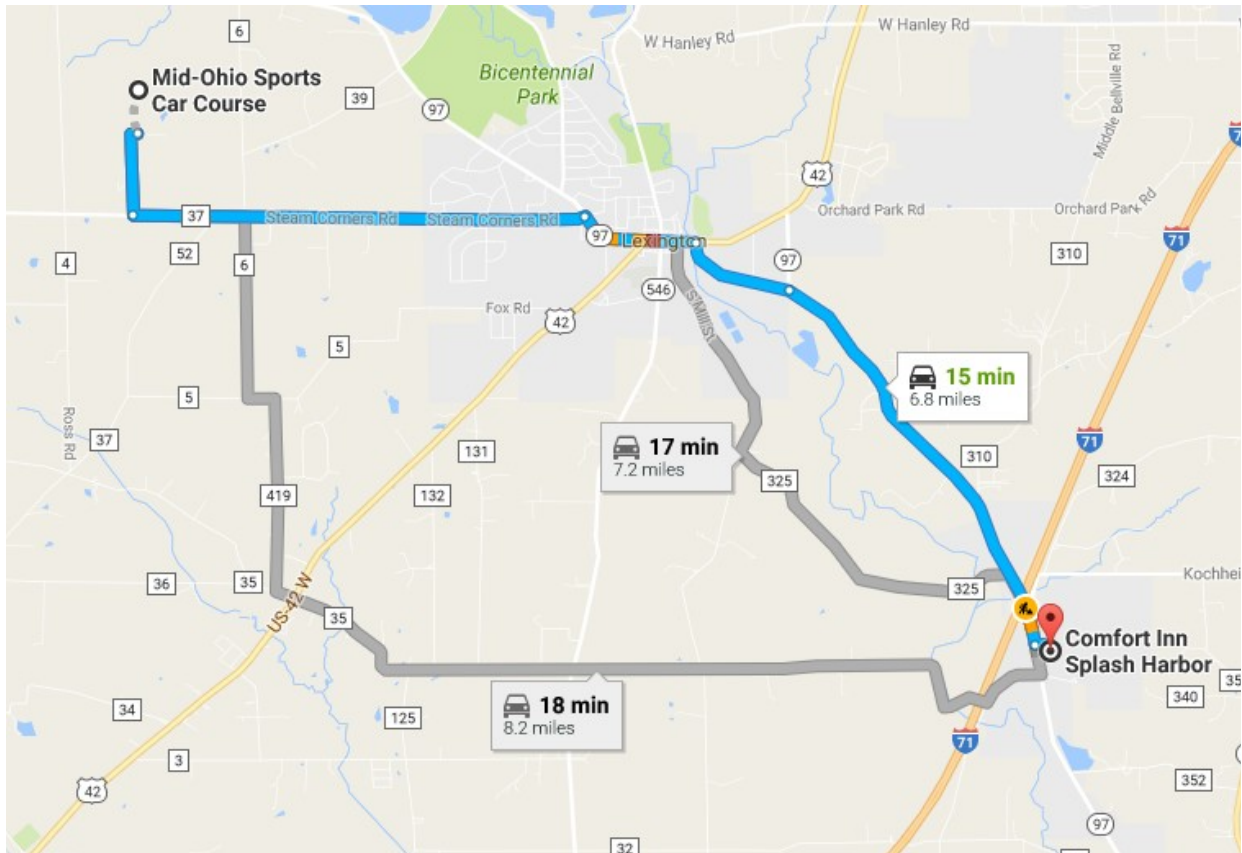 6
W Hanley Rd
W Hanley Rd
Mid-Ohio Sports
Car Course
39
Bicentennial
Park
97
Middle Bellville Rd
71
42
Orchard Park Rd
Orchard Park Rd
37
Steam Corners Rd
Steam Corners Rd
97
Lexington
71
52
6
4
97
310
546
S Mill St
Fox Rd
42
5
15 min
6.8 miles
5
Ross Rd
37
131
17 min
7.2 miles
71
310
324
325
419
132
36
35
US-42 W
325
Kochhei
35
Comfort Inn
Splash Harbor
35
18 min
8.2 miles
34
125
340
71
3
352
42
97
32